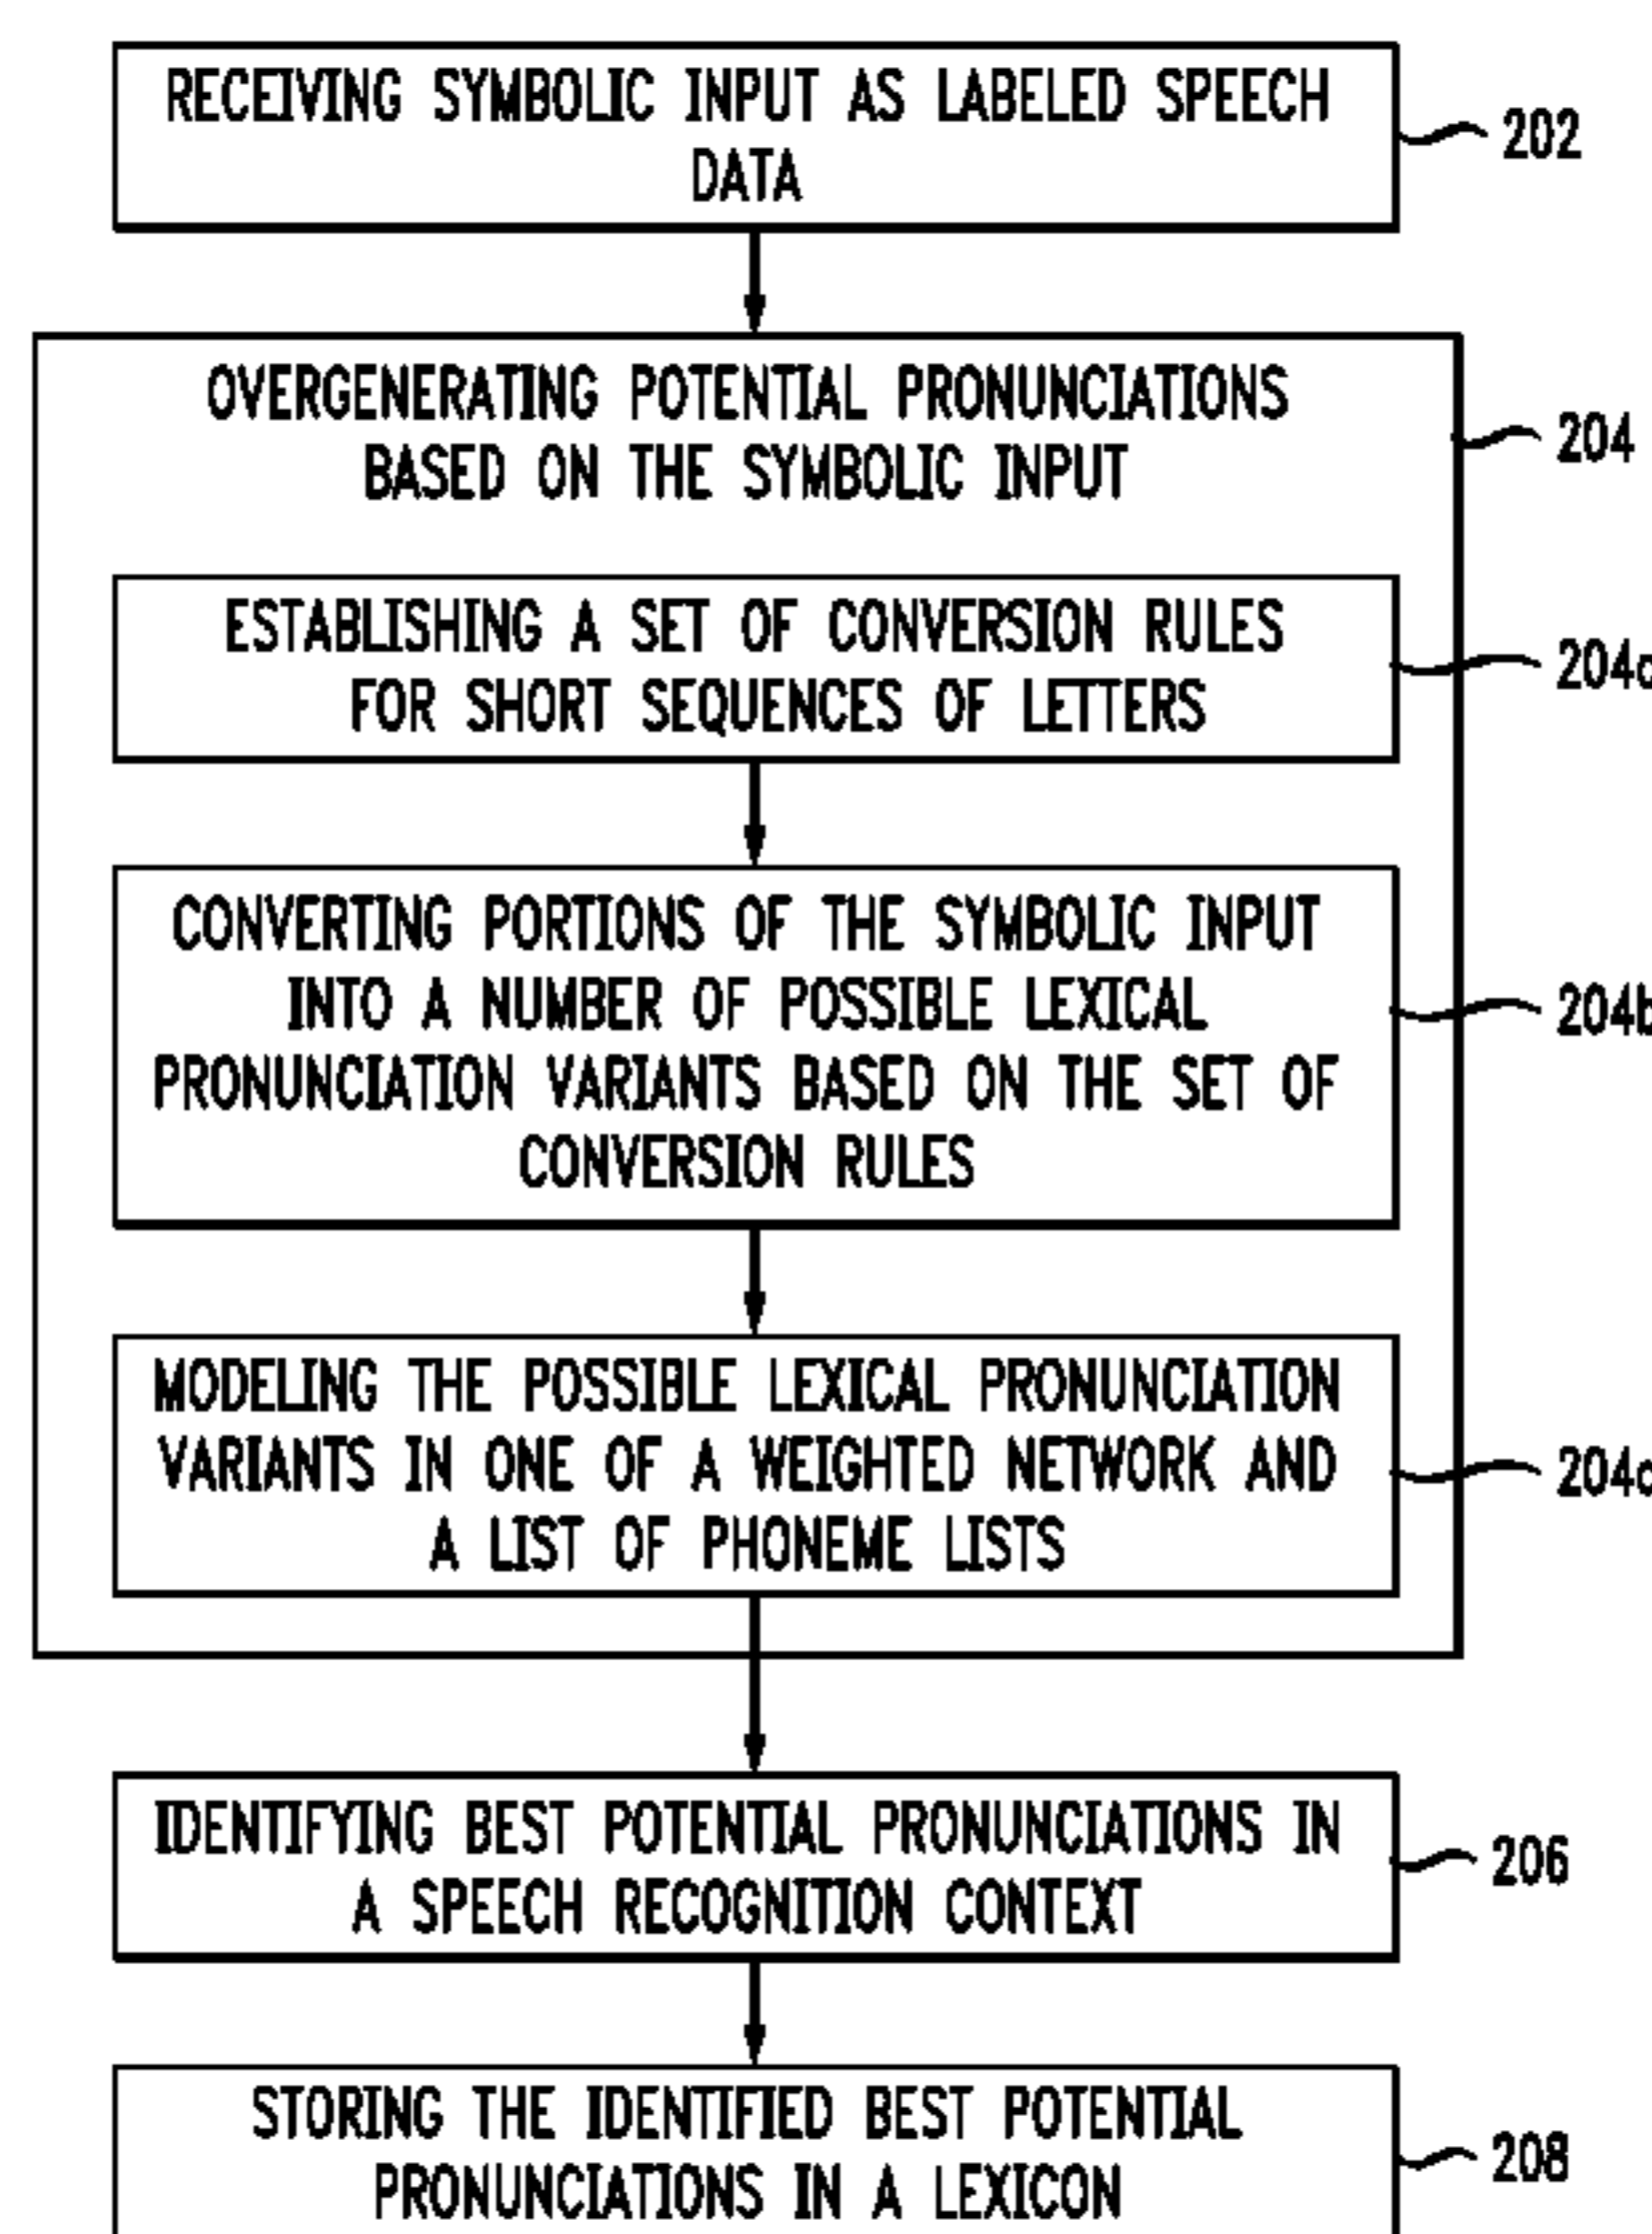 RECEIVING SYMBOLIC INPUT AS LABELED SPEECH
DATA
202
OVERGENERATING POTENTIAL PRONUNCIATIONS
BASED ON THE SYMBOLIC INPUT
204
ESTABLISHING A SET OF CONVERSION RULES
FOR SHORT SEQUENCES OF LETTERS
CONVERTING PORTIONS OF THE SYMBOLIC INPUT
INTO A NUMBER OF POSSIBLE LEXICAL
PRONUNCIATION VARIANTS BASED ON THE SET OF
CONVERSION RULES
204b
MODELING THE POSSIBLE LEXICAL PRONUNCIATION
VARIANTS IN ONE OF A WEIGHTED NETWORK AND
A LIST OF PHONEME LISTS
IDENTIFYING BEST POTENTIAL PRONUNCIATIONS IN
A SPEECH RECOGNITION CONTEXT
206
STORING THE IDENTIFIED BEST POTENTIAL
PRONUNCIATIONS IN A LEXICON
208